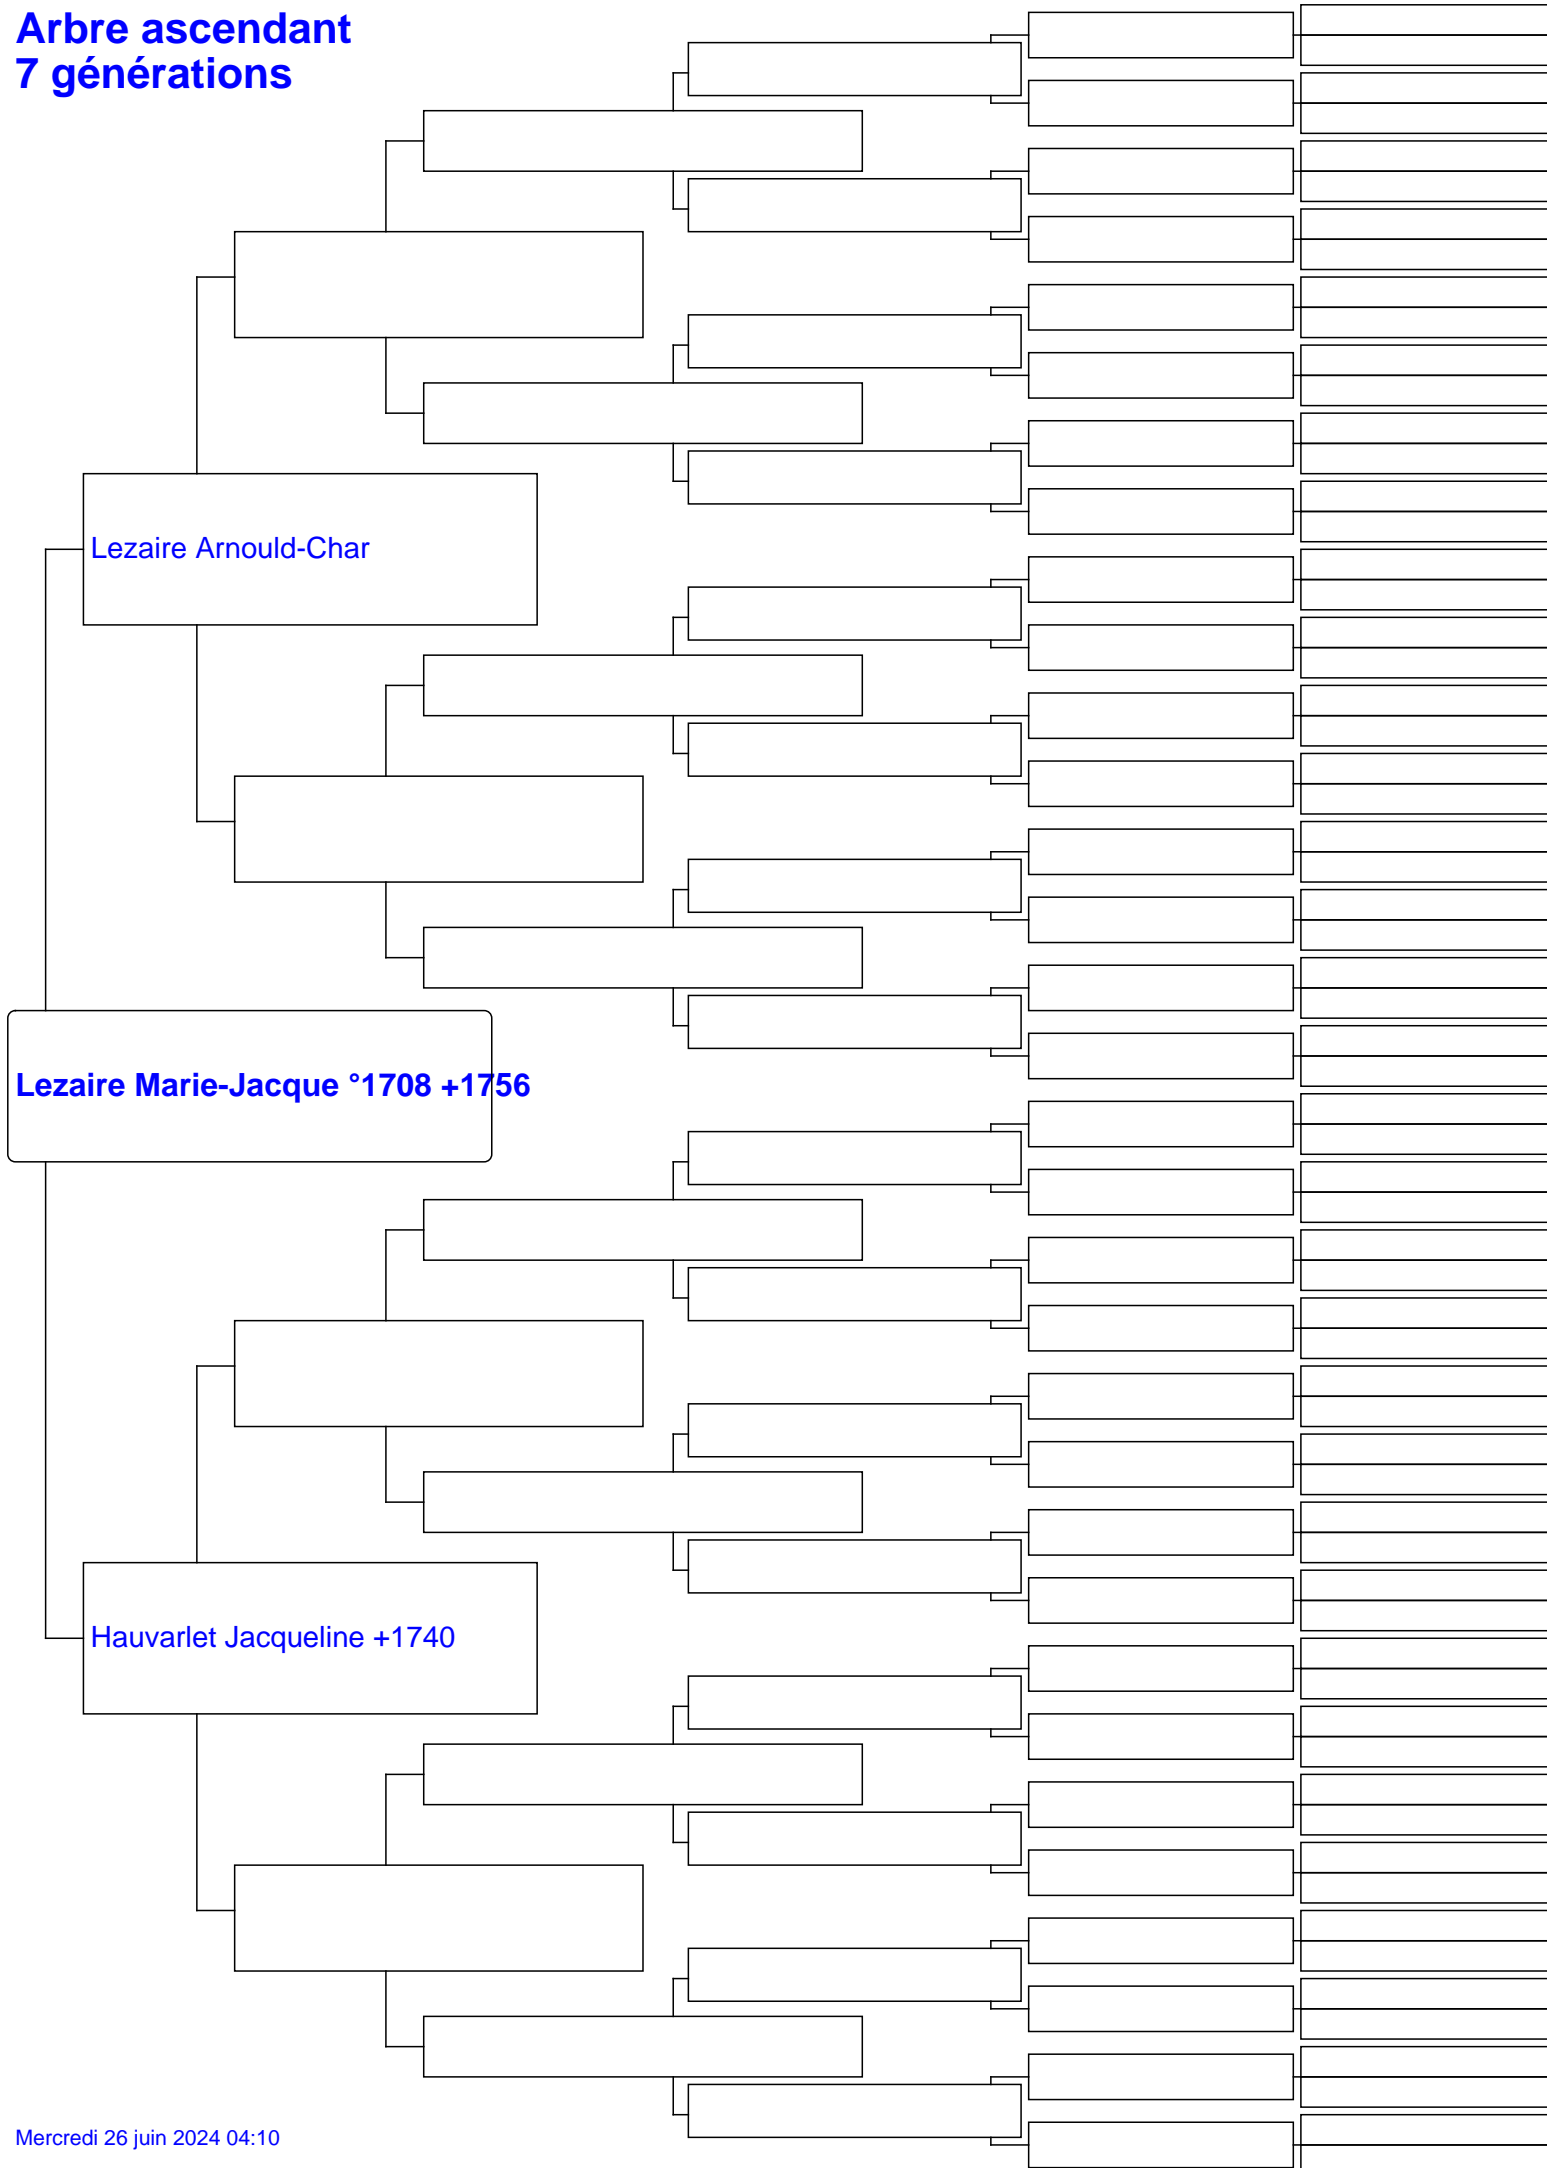 Arbre ascendant
7 générations
Lezaire Arnould-Char
Lezaire Marie-Jacque °1708 +1756
Hauvarlet Jacqueline +1740
Mercredi 26 juin 2024 04:10